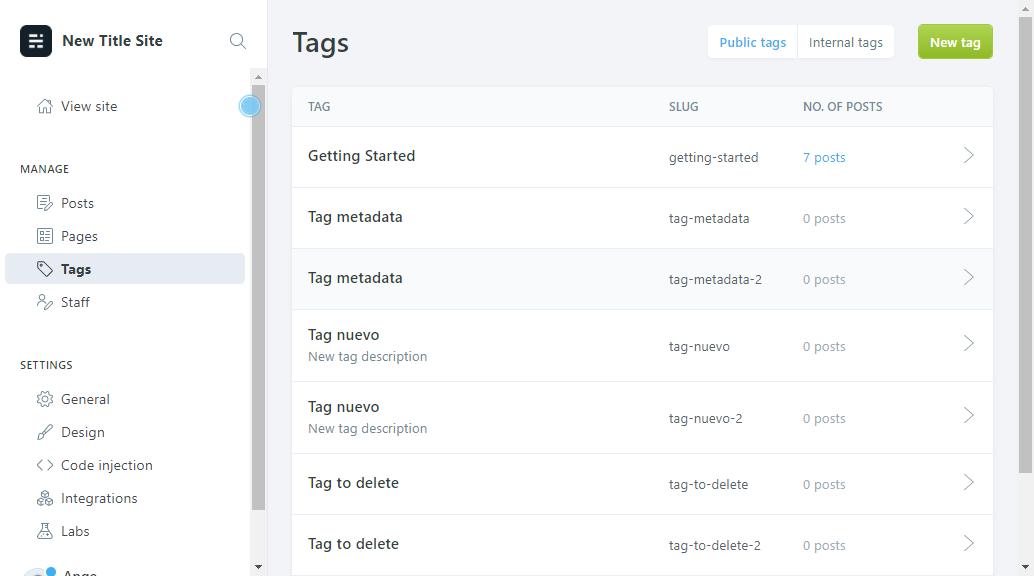 New Title Site
View site
MANAGE
Posts
Pages
Tags
Staff
SETTINGS
General
Design
Code injection
Integrations
Labs
Tags
Public tags
Internal tags
New tag
TAG SLUG NO. OF POSTS
Getting Started getting-started 7 posts
Tag metadata tag-metadata 0 posts
Tag metadata tag-metadata-2 0 posts
Tag nuevo
New tag description
tag-nuevo 0 posts
Tag nuevo
New tag description
tag-nuevo-2 0 posts
Tag to delete tag-to-delete 0 posts
Tag to delete tag-to-delete-2 0 posts